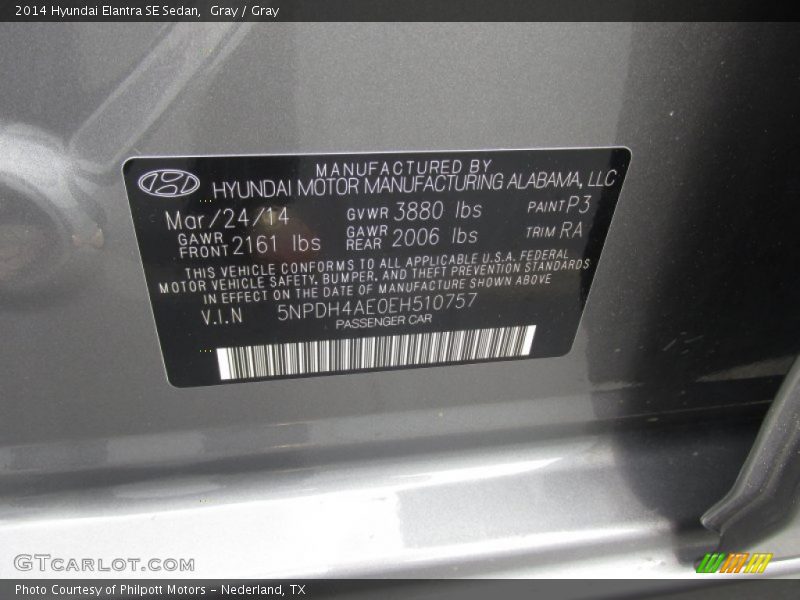 2014 Hyundai Elantra SE Sedan, Gray / Gray
MANUFACTURED BY
HYUNDAI MOTOR MANUFACTURING ALABAMA, LLC
Mar/24/14 GVWR 3880 lbs PAINT P3
GAWR FRONT 2161 lbs GAWR REAR 2006 lbs TRIM RA
THIS VEHICLE CONFORMS TO ALL APPLICABLE U.S.A. FEDERAL
MOTOR VEHICLE SAFETY, BUMPER, AND THEFT PREVENTION STANDARDS
IN EFFECT ON THE DATE OF MANUFACTURE SHOWN ABOVE
V.I.N 5NPDH4AE0EH510757
PASSENGER CAR
GTCARLOT.COM
Photo Courtesy of Philpott Motors - Nederland, TX